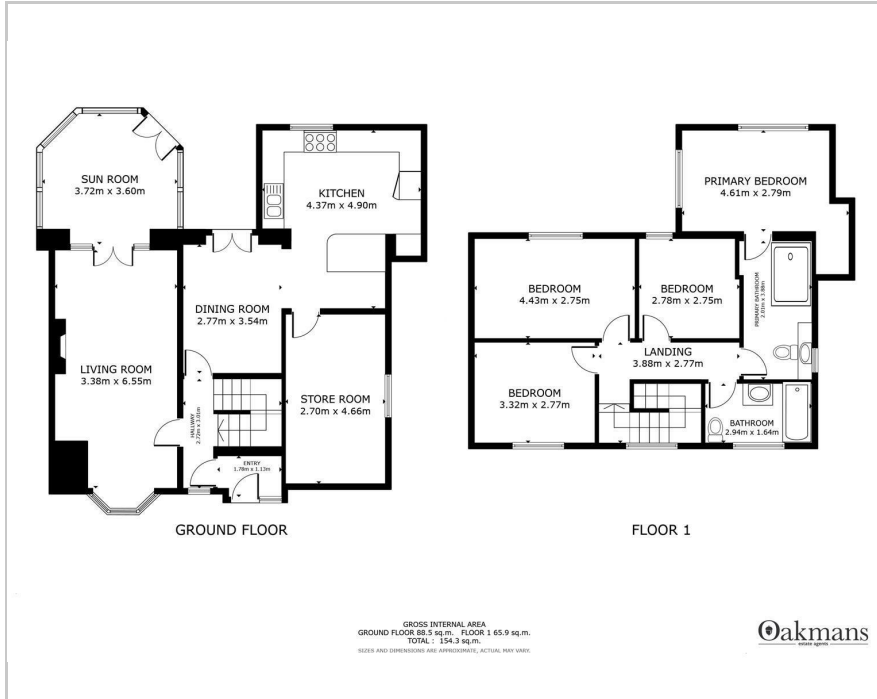 SUN ROOM
3.72m x 3.60m
KITCHEN
4.37m x 4.90m
DINING ROOM
2.77m x 3.54m
LIVING ROOM
3.38m x 6.55m
HALLWAY
2.72m x 3.01m
STORE ROOM
2.70m x 4.66m
ENTRY
1.78m x 1.13m
GROUND FLOOR
PRIMARY BEDROOM
4.61m x 2.79m
BEDROOM
4.43m x 2.75m
BEDROOM
2.78m x 2.75m
PRIMARY BATHROOM
2.01m x 3.88m
LANDING
3.88m x 2.77m
BEDROOM
3.32m x 2.77m
BATHROOM
2.94m x 1.64m
FLOOR 1
GROSS INTERNAL AREA
GROUND FLOOR 88.5 sq.m. FLOOR 1 65.9 sq.m.
TOTAL : 154.3 sq.m.
SIZES AND DIMENSIONS ARE APPROXIMATE, ACTUAL MAY VARY.
Oakmans
estate agents